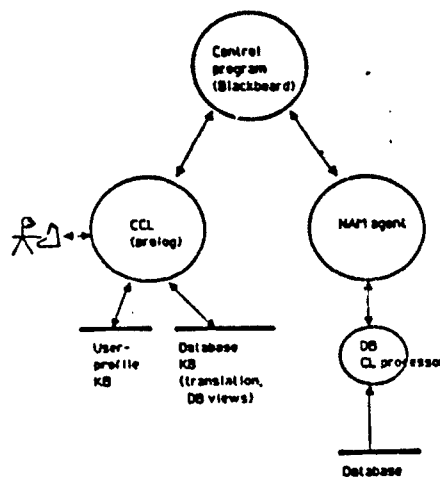 Control
program
(Blackboard)
CCL
(prolog)
NAM agent
User-
profile
KB
Database
KB
(translation,
DB views)
DB
CL processor
Database